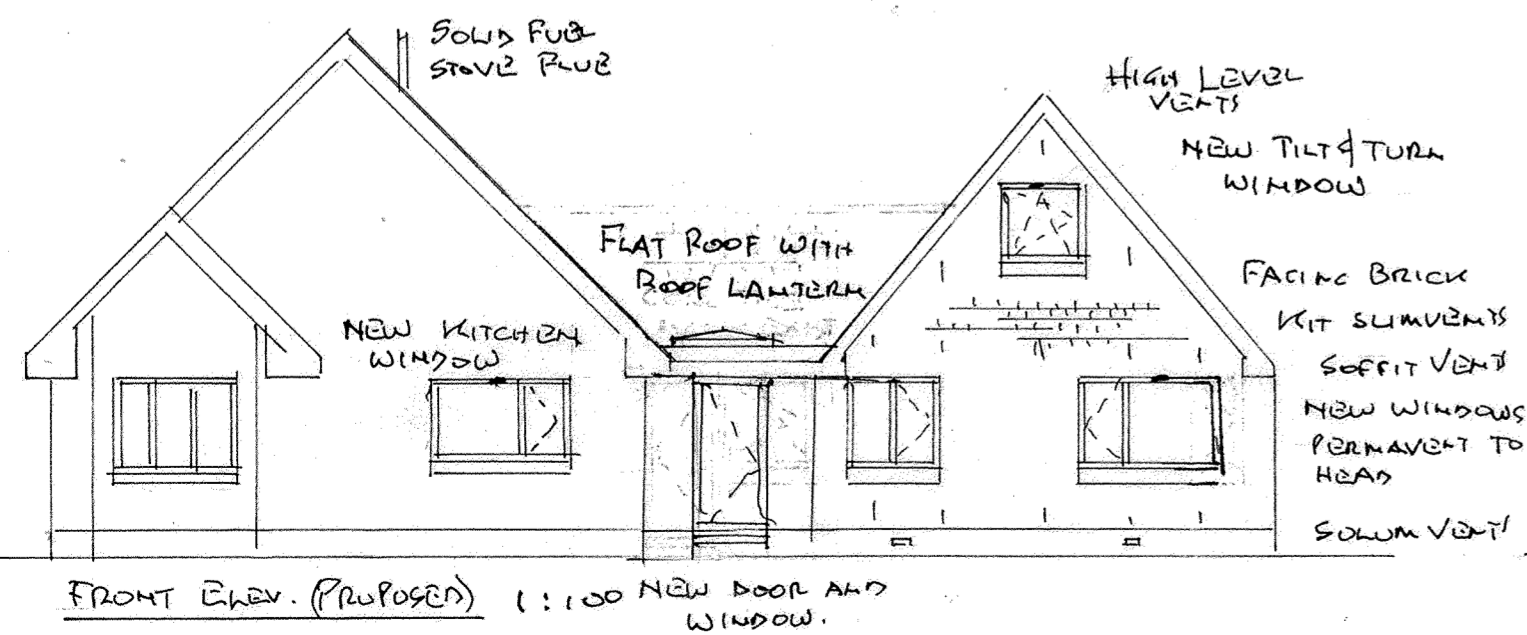 SOLID FUEL
STOVE FLUE
HIGH LEVEL
VENTS
NEW TILT & TURN
WINDOW
FLAT ROOF WITH
ROOF LANTERN
FACING BRICK
KIT SLIMVENTS
SOFFIT VENT
NEW WINDOWS
PERMAVENT TO
HEAD
SOLUM VENT
NEW KITCHEN
WINDOW
FRONT ELEV. (PROPOSED) 1:100
NEW DOOR AND
WINDOW.